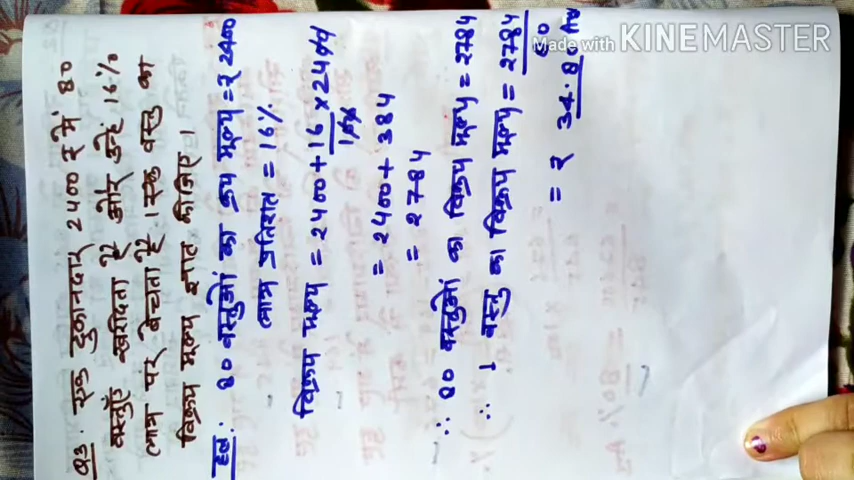 Q3. एक दुकानदार 2400 ₹ में 80
वस्तुएँ खरीदता है और उन्हें 16%
लाभ पर बेचता है। एक वस्तु का
विक्रय मूल्य ज्ञात कीजिए।
हल: 80 वस्तुओं का क्रय मूल्य = ₹ 2400
लाभ प्रतिशत = 16%
विक्रय मूल्य = 2400 + 16 × 2400
100
= 2400 + 384
= 2784
∴ 80 वस्तुओं का विक्रय मूल्य = 2784
∴ 1 वस्तु का विक्रय मूल्य = 2784
80
= ₹ 34.80 Ans
Made with KINEMASTER